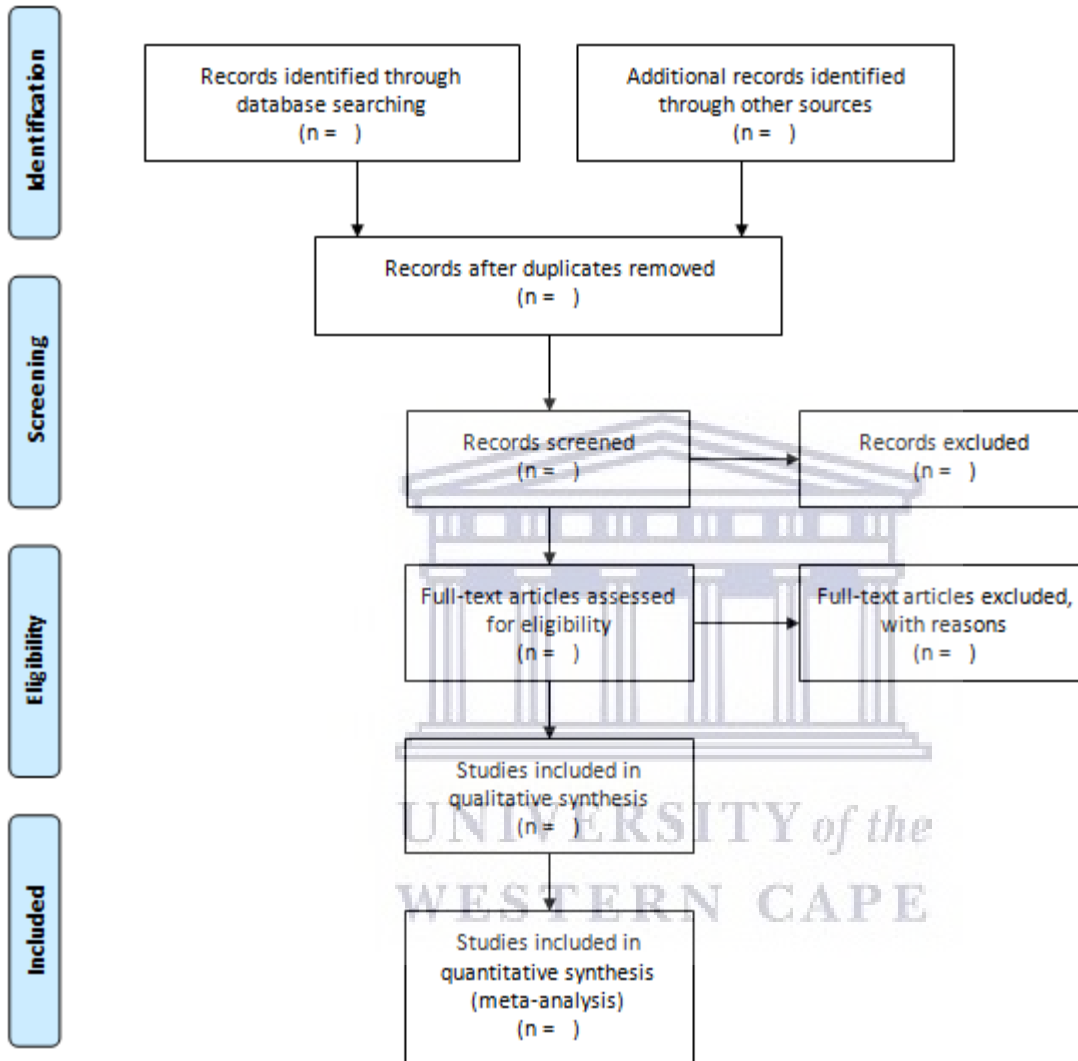 Identification
Records identified through
database searching
(n =   )
Additional records identified
through other sources
(n =   )
Records after duplicates removed
(n =   )
Screening
Records screened
(n =   )
Records excluded
(n =   )
Eligibility
Full-text articles assessed
for eligibility
(n =   )
Full-text articles excluded,
with reasons
(n =   )
Studies included in
qualitative synthesis
(n =   )
UNIVERSITY of the
WESTERN CAPE
Included
Studies included in
quantitative synthesis
(meta-analysis)
(n =   )